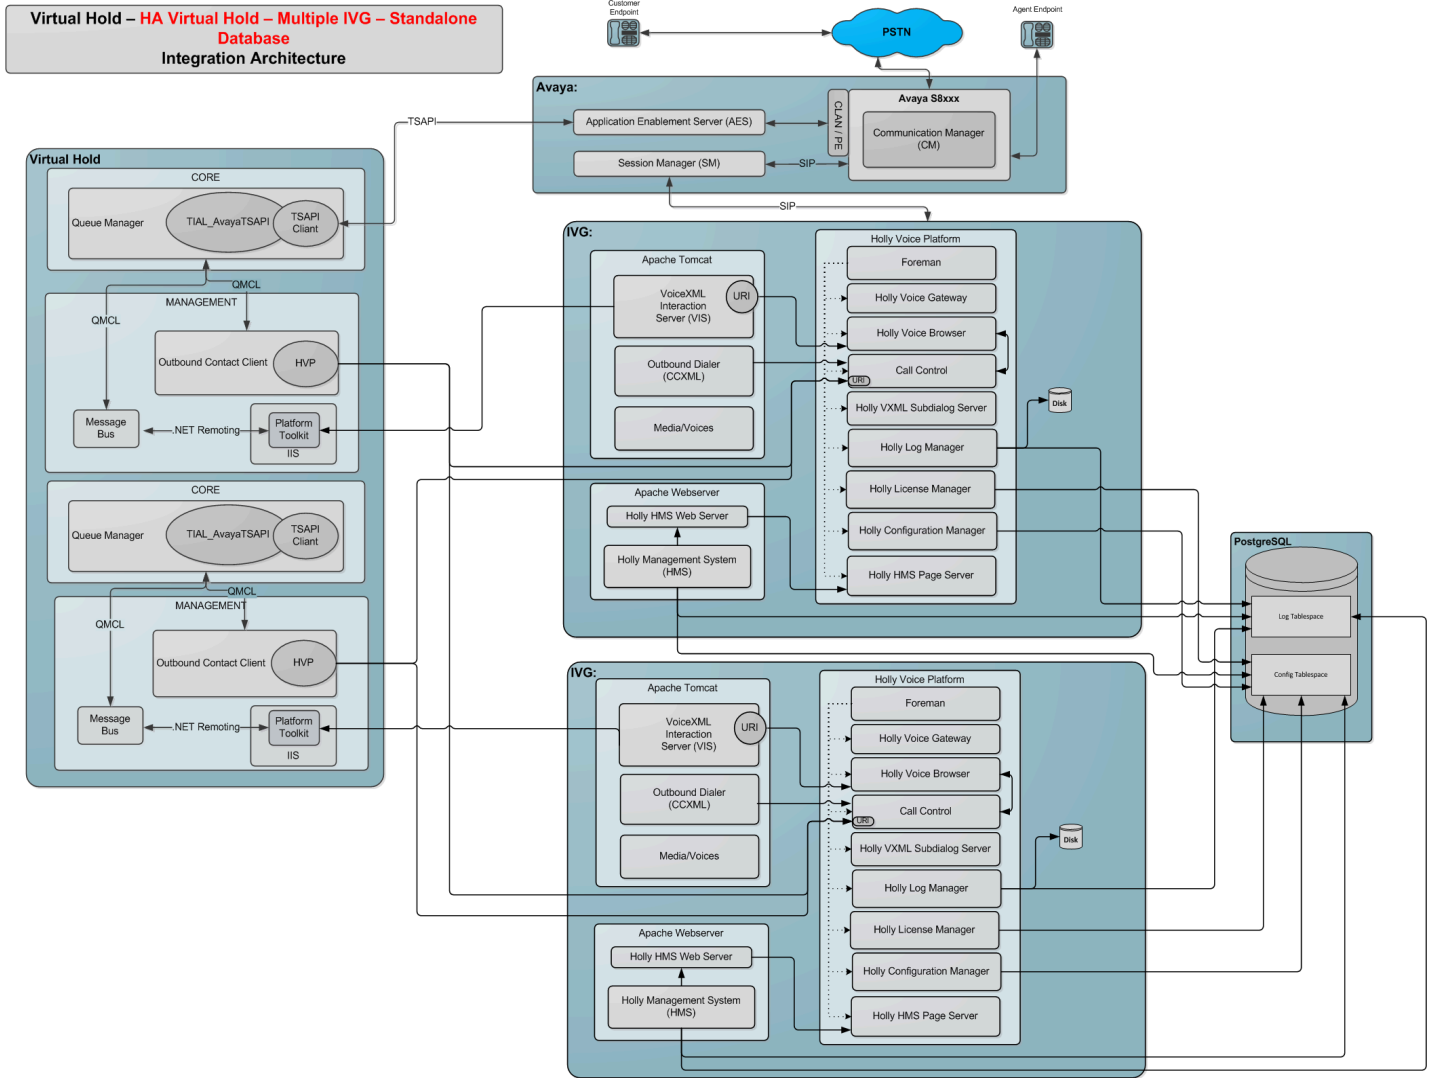 Virtual Hold – HA Virtual Hold – Multiple IVG – Standalone
Database
Integration Architecture
Customer
Endpoint
PSTN
Agent Endpoint
Avaya:
Application Enablement Server (AES)
Session Manager (SM)
CLAN / PE
Avaya S8xxx
Communication Manager
(CM)
SIP
TSAPI
SIP
Virtual Hold
CORE
Queue Manager
TIAL_AvayaTSAPI
TSAPI
Client
QMCL
MANAGEMENT
QMCL
Outbound Contact Client
HVP
Message
Bus
.NET Remoting
Platform
Toolkit
IIS
CORE
Queue Manager
TIAL_AvayaTSAPI
TSAPI
Client
QMCL
MANAGEMENT
QMCL
Outbound Contact Client
HVP
Message
Bus
.NET Remoting
Platform
Toolkit
IIS
IVG:
Apache Tomcat
VoiceXML
Interaction
Server (VIS)
URI
Outbound Dialer
(CCXML)
Media/Voices
Apache Webserver
Holly HMS Web Server
Holly Management System
(HMS)
Holly Voice Platform
Foreman
Holly Voice Gateway
Holly Voice Browser
Call Control
URI
Holly VXML Subdialog Server
Holly Log Manager
Holly License Manager
Holly Configuration Manager
Holly HMS Page Server
Disk
IVG:
Apache Tomcat
VoiceXML
Interaction
Server (VIS)
URI
Outbound Dialer
(CCXML)
Media/Voices
Apache Webserver
Holly HMS Web Server
Holly Management System
(HMS)
Holly Voice Platform
Foreman
Holly Voice Gateway
Holly Voice Browser
Call Control
URI
Holly VXML Subdialog Server
Holly Log Manager
Holly License Manager
Holly Configuration Manager
Holly HMS Page Server
Disk
PostgreSQL
Log Tablespace
Config Tablespace